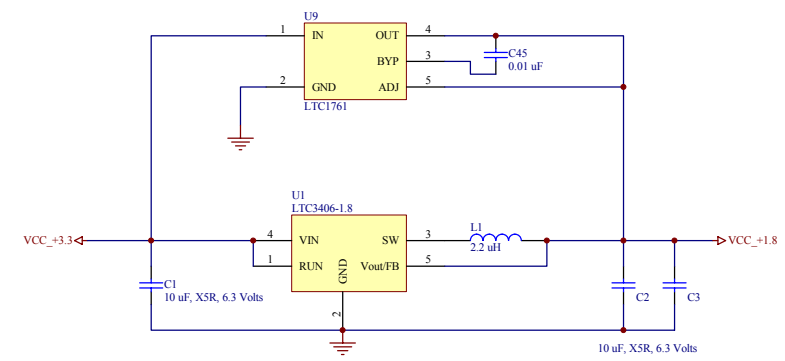 U9
1 IN OUT 4
C45
BYP 3
0.01 uF
2 GND ADJ 5
LTC1761
U1
LTC3406-1.8
L1
VCC_+3.3 4 VIN SW 3 VCC_+1.8
2.2 uH
1 RUN GND Vout/FB 5
C1
10 uF, X5R, 6.3 Volts
C2 C3
2
10 uF, X5R, 6.3 Volts